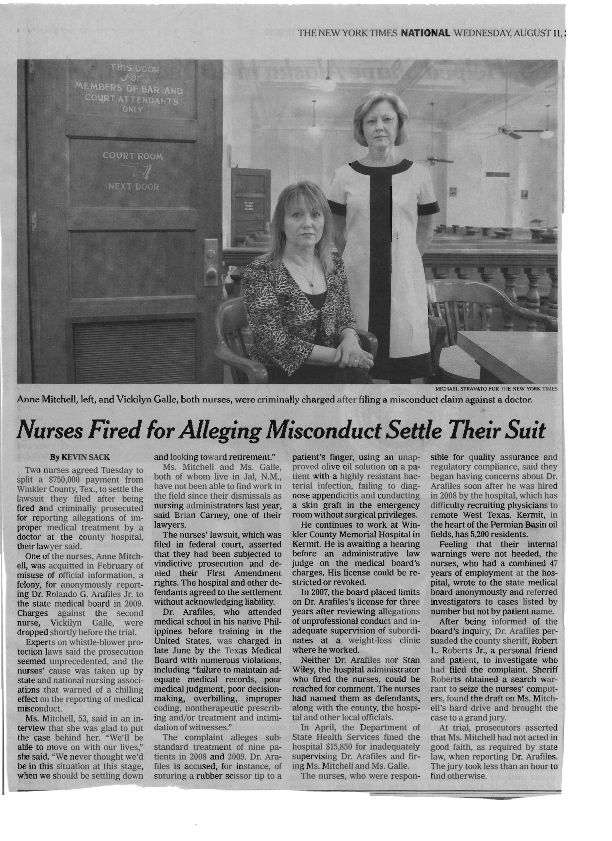 THE NEW YORK TIMES NATIONAL WEDNESDAY, AUGUST 11,
THIS DOOR
for
MEMBERS OF BAR AND
COURT ATTENDANTS
ONLY
COURT ROOM
NEXT DOOR
MICHAEL STRAVATO FOR THE NEW YORK TIMES
Anne Mitchell, left, and Vickilyn Galle, both nurses, were criminally charged after filing a misconduct claim against a doctor.
Nurses Fired for Alleging Misconduct Settle Their Suit
By KEVIN SACK
Two nurses agreed Tuesday to
split a $750,000 payment from
Winkler County, Tex., to settle the
lawsuit they filed after being
fired and criminally prosecuted
for reporting allegations of im-
proper medical treatment by a
doctor at the county hospital,
their lawyer said.
One of the nurses, Anne Mitch-
ell, was acquitted in February of
misuse of official information, a
felony, for anonymously report-
ing Dr. Rolando G. Arafiles Jr. to
the state medical board in 2009.
Charges against the second
nurse, Vickilyn Galle, were
dropped shortly before the trial.
Experts on whistle-blower pro-
tection laws said the prosecution
seemed unprecedented, and the
nurses' cause was taken up by
state and national nursing associ-
ations that warned of a chilling
effect on the reporting of medical
misconduct.
Ms. Mitchell, 53, said in an in-
terview that she was glad to put
the case behind her. "We'll be
able to move on with our lives,"
she said. "We never thought we'd
be in this situation at this stage,
when we should be settling down
and looking toward retirement."
Ms. Mitchell and Ms. Galle,
both of whom live in Jal, N.M.,
have not been able to find work in
the field since their dismissals as
nursing administrators last year,
said Brian Carney, one of their
lawyers.
The nurses' lawsuit, which was
filed in federal court, asserted
that they had been subjected to
vindictive prosecution and de-
nied their First Amendment
rights. The hospital and other de-
fendants agreed to the settlement
without acknowledging liability.
Dr. Arafiles, who attended
medical school in his native Phil-
ippines before training in the
United States, was charged in
late June by the Texas Medical
Board with numerous violations,
including "failure to maintain ad-
equate medical records, poor
medical judgment, poor decision-
making, overbilling, improper
coding, nontherapeutic prescrib-
ing and/or treatment and intimi-
dation of witnesses."
The complaint alleges sub-
standard treatment of nine pa-
tients in 2008 and 2009. Dr. Ara-
files is accused, for instance, of
suturing a rubber scissor tip to a
patient's finger, using an unap-
proved olive oil solution on a pa-
tient with a highly resistant bac-
terial infection, failing to diag-
nose appendicitis and conducting
a skin graft in the emergency
room without surgical privileges.
He continues to work at Win-
kler County Memorial Hospital in
Kermit. He is awaiting a hearing
before an administrative law
judge on the medical board's
charges. His license could be re-
stricted or revoked.
In 2007, the board placed limits
on Dr. Arafiles's license for three
years after reviewing allegations
of unprofessional conduct and in-
adequate supervision of subordi-
nates at a weight-loss clinic
where he worked.
Neither Dr. Arafiles nor Stan
Wiley, the hospital administrator
who fired the nurses, could be
reached for comment. The nurses
had named them as defendants,
along with the county, the hospi-
tal and other local officials.
In April, the Department of
State Health Services fined the
hospital $15,850 for inadequately
supervising Dr. Arafiles and fir-
ing Ms. Mitchell and Ms. Galle.
The nurses, who were respon-
sible for quality assurance and
regulatory compliance, said they
began having concerns about Dr.
Arafiles soon after he was hired
in 2008 by the hospital, which has
difficulty recruiting physicians to
remote West Texas. Kermit, in
the heart of the Permian Basin oil
fields, has 5,200 residents.
Feeling that their internal
warnings were not heeded, the
nurses, who had a combined 47
years of employment at the hos-
pital, wrote to the state medical
board anonymously and referred
investigators to cases listed by
number but not by patient name.
After being informed of the
board's inquiry, Dr. Arafiles per-
suaded the county sheriff, Robert
L. Roberts Jr., a personal friend
and patient, to investigate who
had filed the complaint. Sheriff
Roberts obtained a search war-
rant to seize the nurses' comput-
ers, found the draft on Ms. Mitch-
ell's hard drive and brought the
case to a grand jury.
At trial, prosecutors asserted
that Ms. Mitchell had not acted in
good faith, as required by state
law, when reporting Dr. Arafiles.
The jury took less than an hour to
find otherwise.